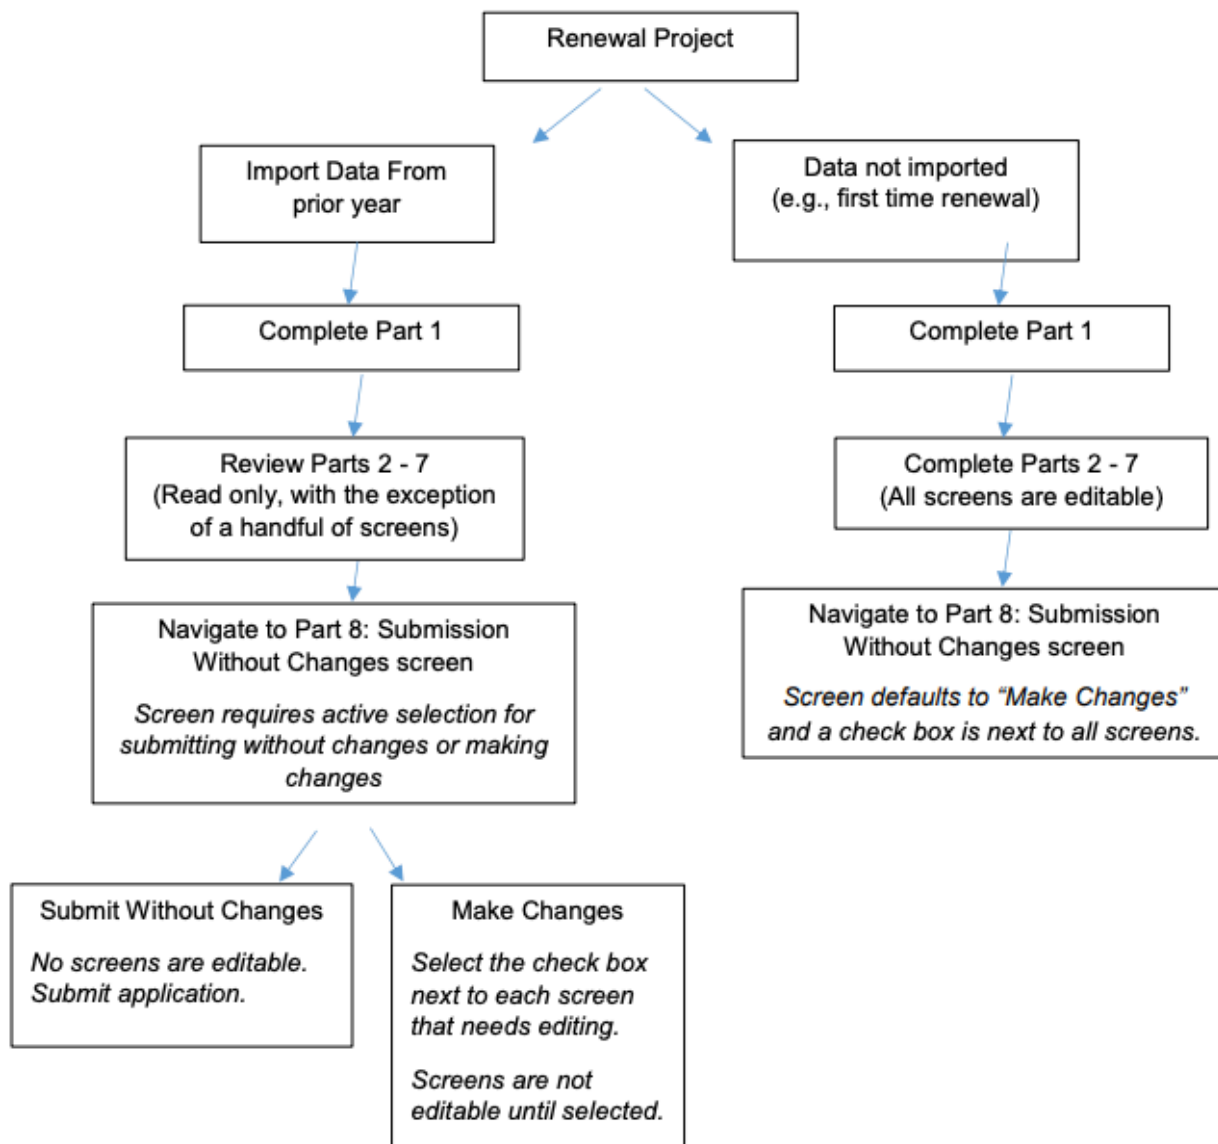 Renewal Project
Import Data From
prior year
Data not imported
(e.g., first time renewal)
Complete Part 1
Complete Part 1
Review Parts 2 - 7
(Read only, with the exception
of a handful of screens)
Complete Parts 2 - 7
(All screens are editable)
Navigate to Part 8: Submission
Without Changes screen
Screen requires active selection for
submitting without changes or making
changes
Navigate to Part 8: Submission
Without Changes screen
Screen defaults to “Make Changes”
and a check box is next to all screens.
Submit Without Changes
No screens are editable.
Submit application.
Make Changes
Select the check box
next to each screen
that needs editing.
Screens are not
editable until selected.